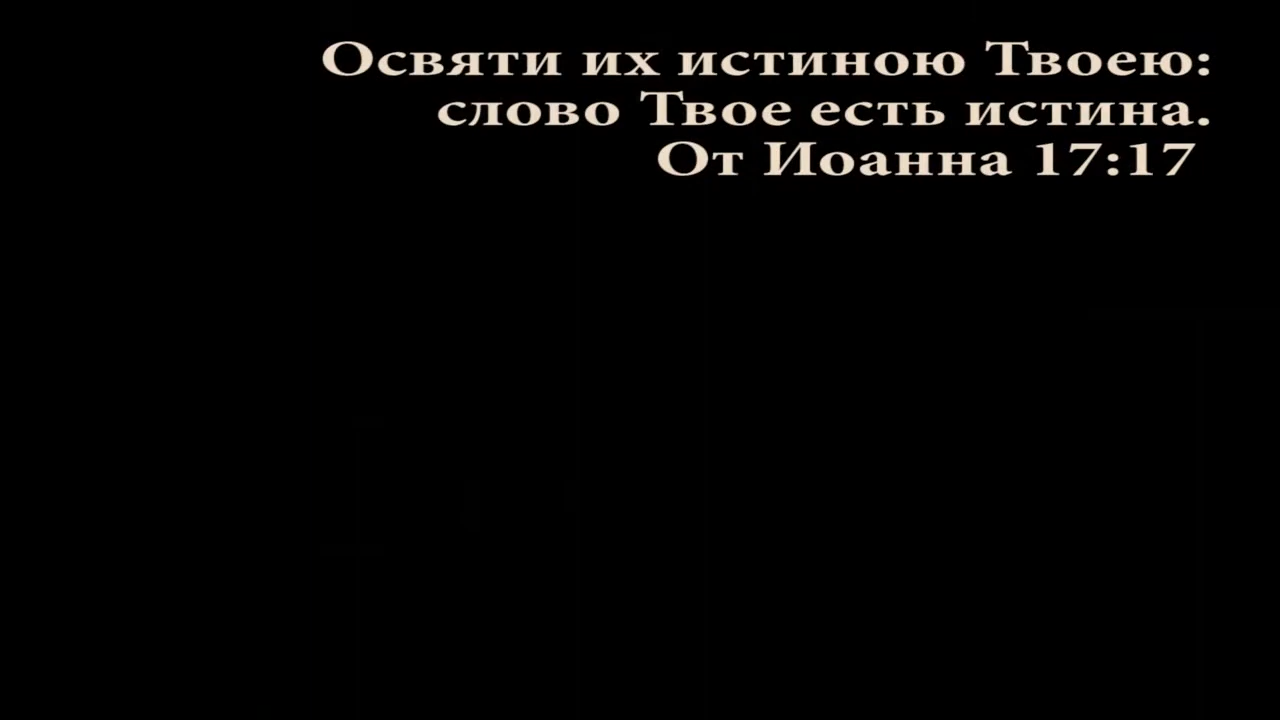 Освяти их истиною Твоею:
слово Твое есть истина.
От Иоанна 17:17